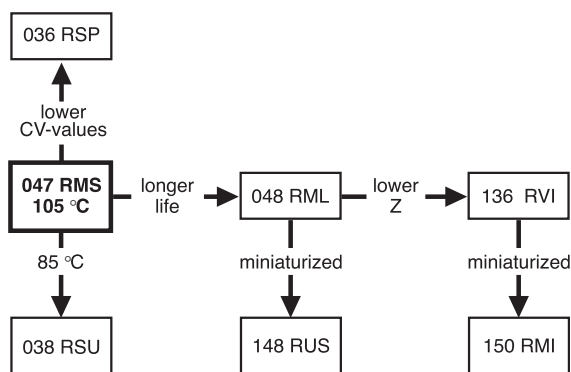 036 RSP
lower
CV-values
047 RMS
105 °C
longer
life
048 RML
lower
Z
136 RVI
85 °C
miniaturized
miniaturized
038 RSU
148 RUS
150 RMI